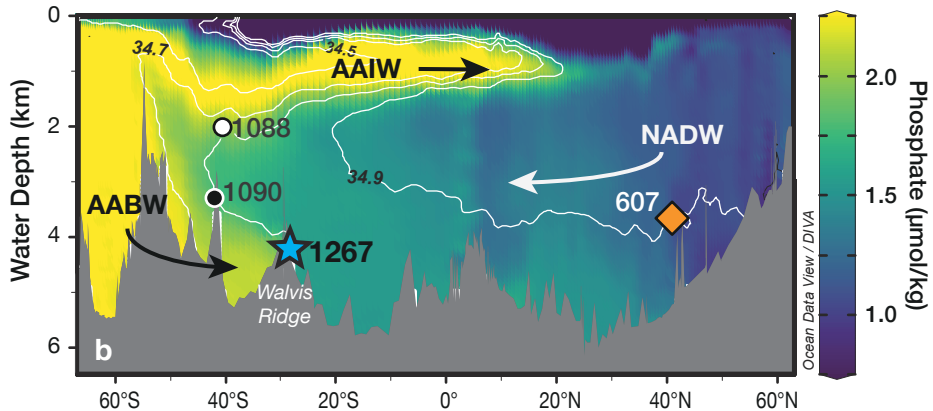 0
2
4
6
Water Depth (km)
34.7
34.5
AAIW
1088
NADW
34.9
1090
607
AABW
1267
Walvis
Ridge
b
60°S
40°S
20°S
0°
20°N
40°N
60°N
Ocean Data View / DIVA
2.0
1.5
1.0
Phosphate (µmol/kg)